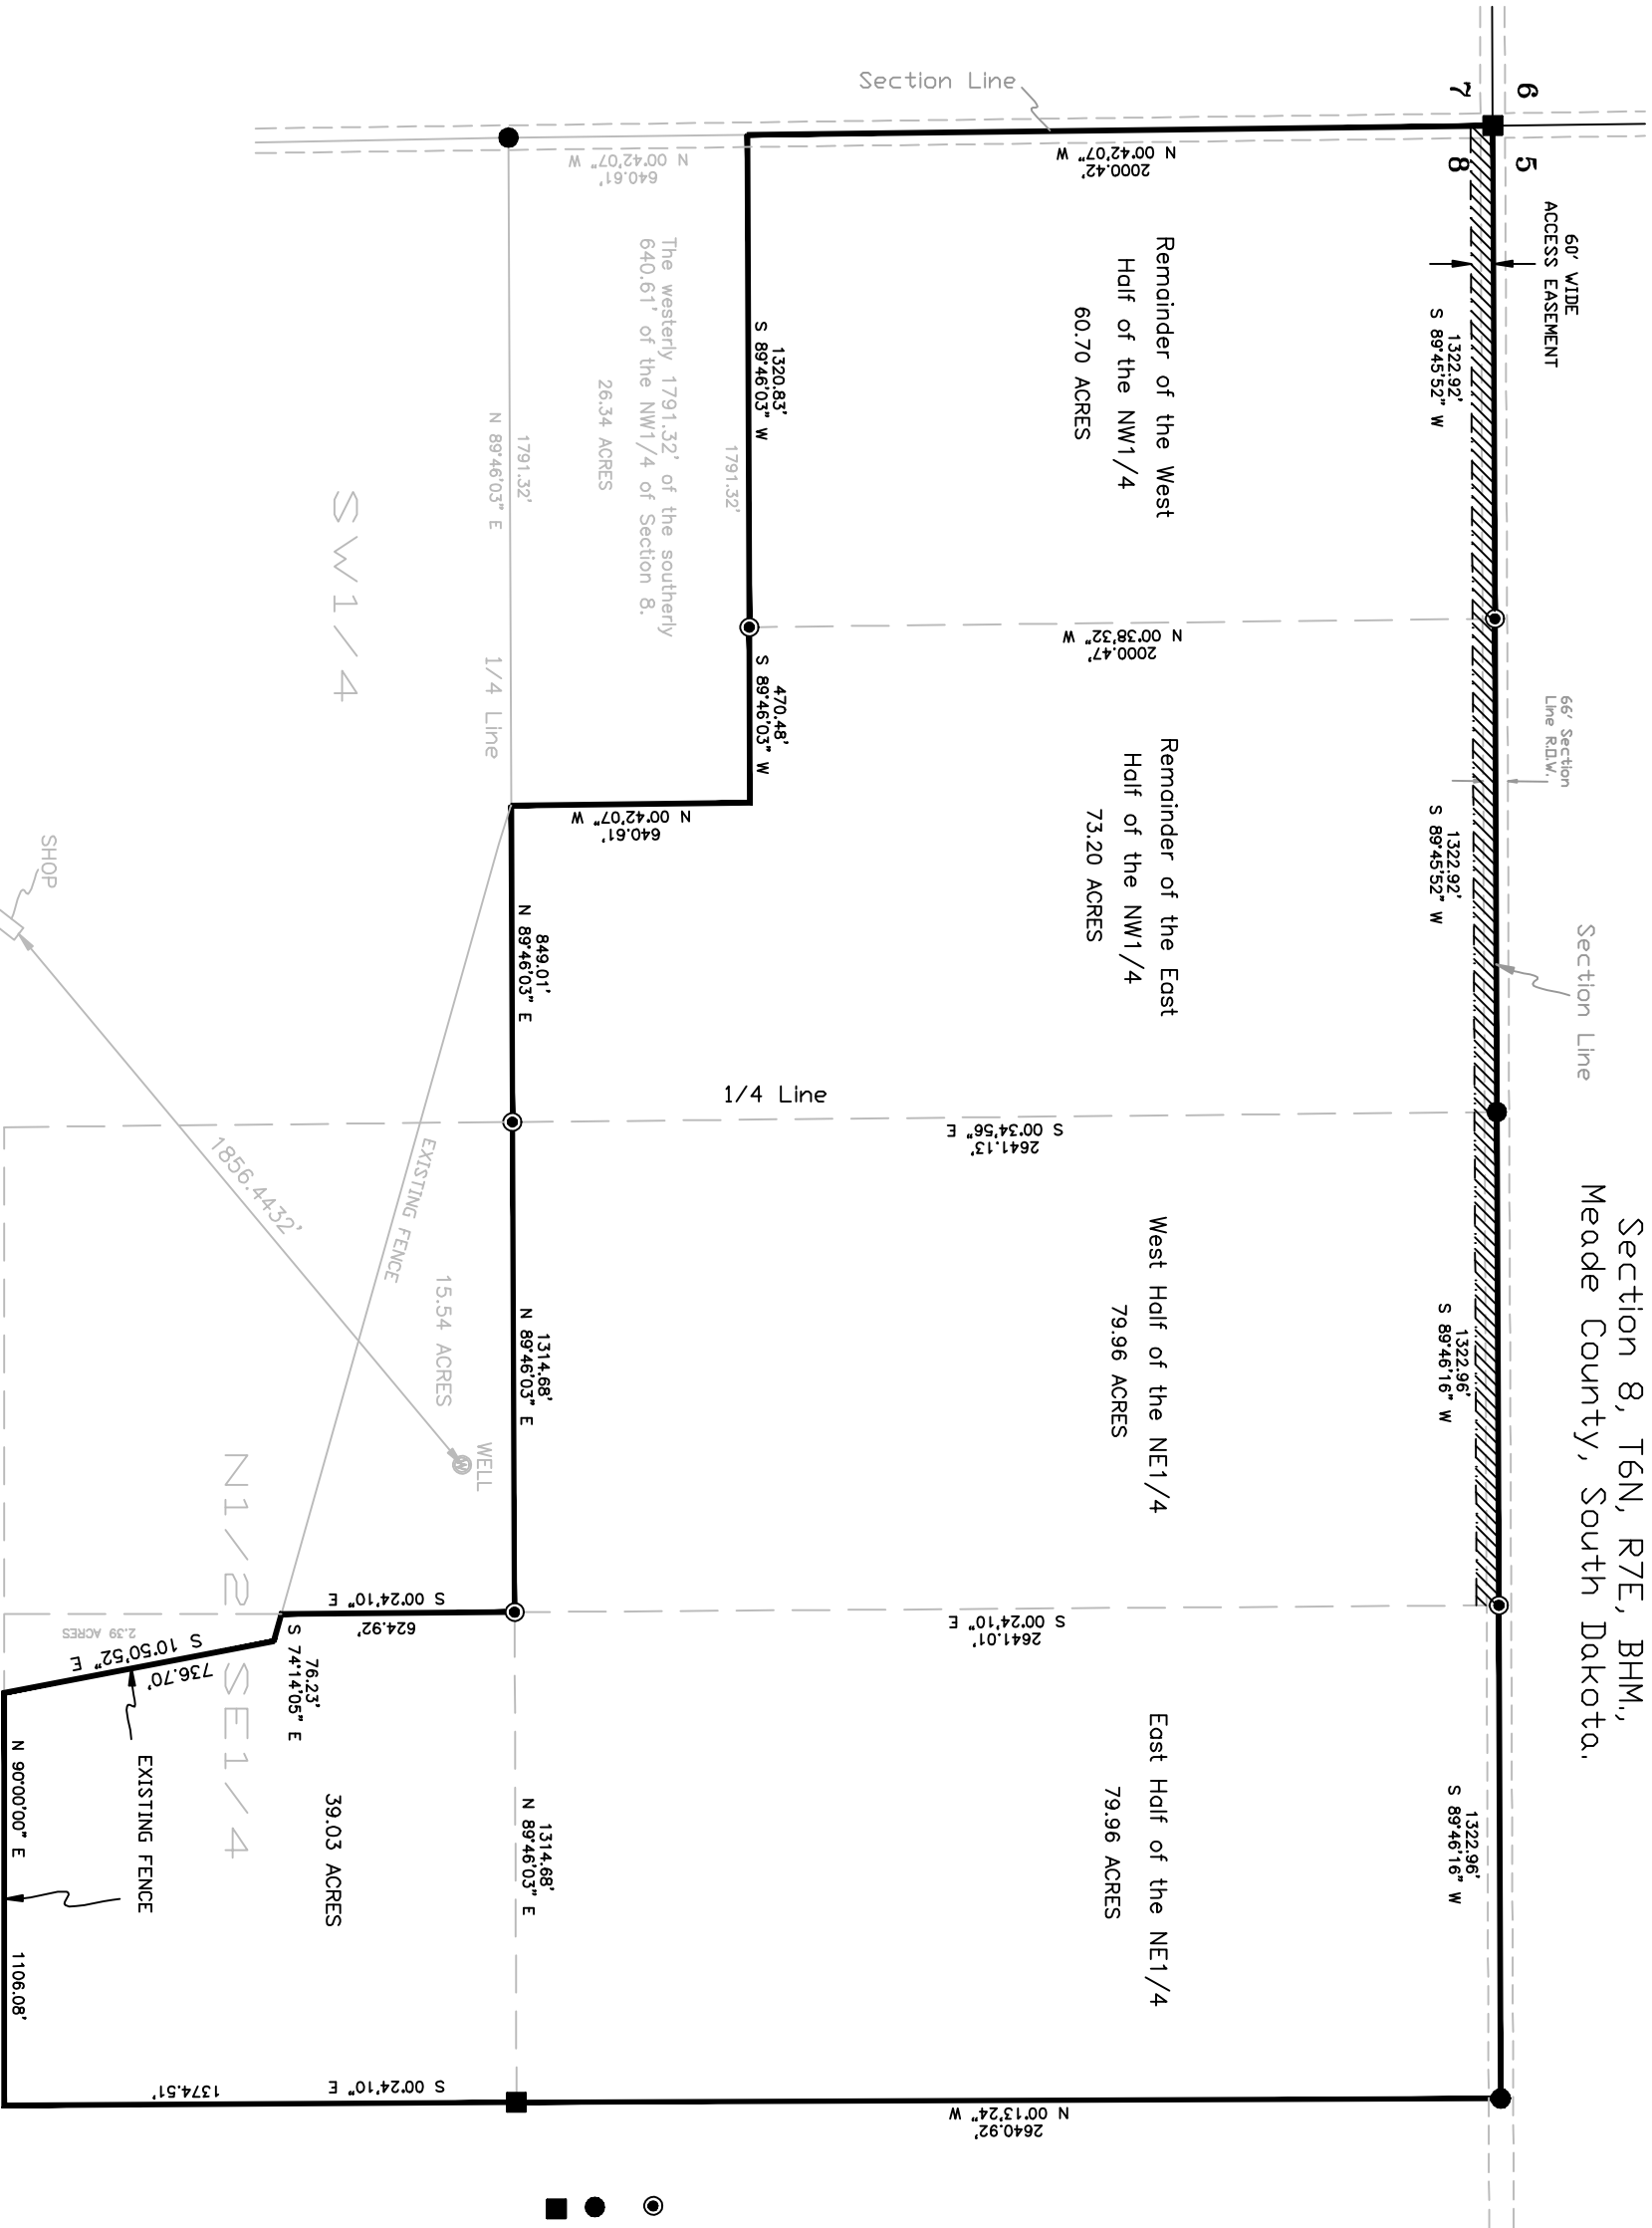 Section 8, T6N, R7E, BHM.,
Meade County, South Dakota.
6
5
7
8
60' WIDE
ACCESS EASEMENT
66' Section
Line R.O.W.
Section Line
Section Line
1322.92'
S 89°45'52" W
1322.92'
S 89°45'52" W
1322.96'
S 89°46'16" W
1322.96'
S 89°46'16" W
N 00°42'07" W
2000.42'
Remainder of the West
Half of the NW1/4
60.70 ACRES
N 00°38'32" W
2000.47'
Remainder of the East
Half of the NW1/4
73.20 ACRES
1/4 Line
S 00°34'56" E
2641.13'
West Half of the NE1/4
79.96 ACRES
S 00°24'10" E
2641.01'
East Half of the NE1/4
79.96 ACRES
N 00°13'24" W
2640.92'
1320.83'
S 89°46'03" W
470.48'
S 89°46'03" W
1791.32'
N 00°42'07" W
640.61'
The westerly 1791.32' of the southerly
640.61' of the NW1/4 of Section 8.
26.34 ACRES
N 00°42'07" W
640.61'
1791.32'
N 89°46'03" E
1/4 Line
849.01'
N 89°46'03" E
1314.68'
N 89°46'03" E
1314.68'
N 89°46'03" E
SW1/4
EXISTING FENCE
15.54 ACRES
WELL
W
1856.4432'
SHOP
N1/2 SE1/4
S 00°24'10" E
624.92'
76.23'
S 74°14'05" E
2.39 ACRES
S 10°50'52" E
736.70'
39.03 ACRES
EXISTING FENCE
S 00°24'10" E
1374.51'
N 90°00'00" E
1106.08'